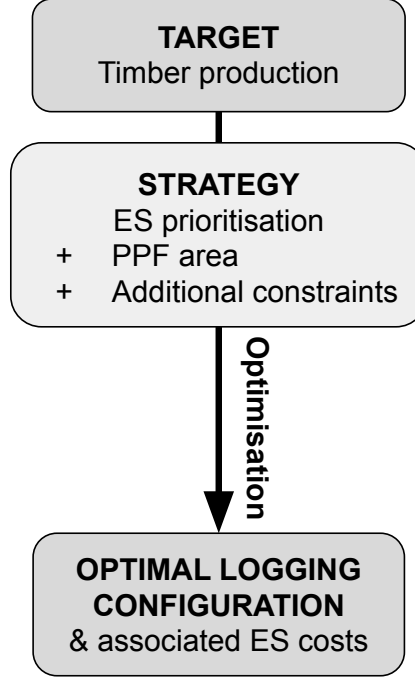 TARGET
Timber production
STRATEGY
ES prioritisation
+ PPF area
+ Additional constraints
Optimisation
OPTIMAL LOGGING
CONFIGURATION
& associated ES costs